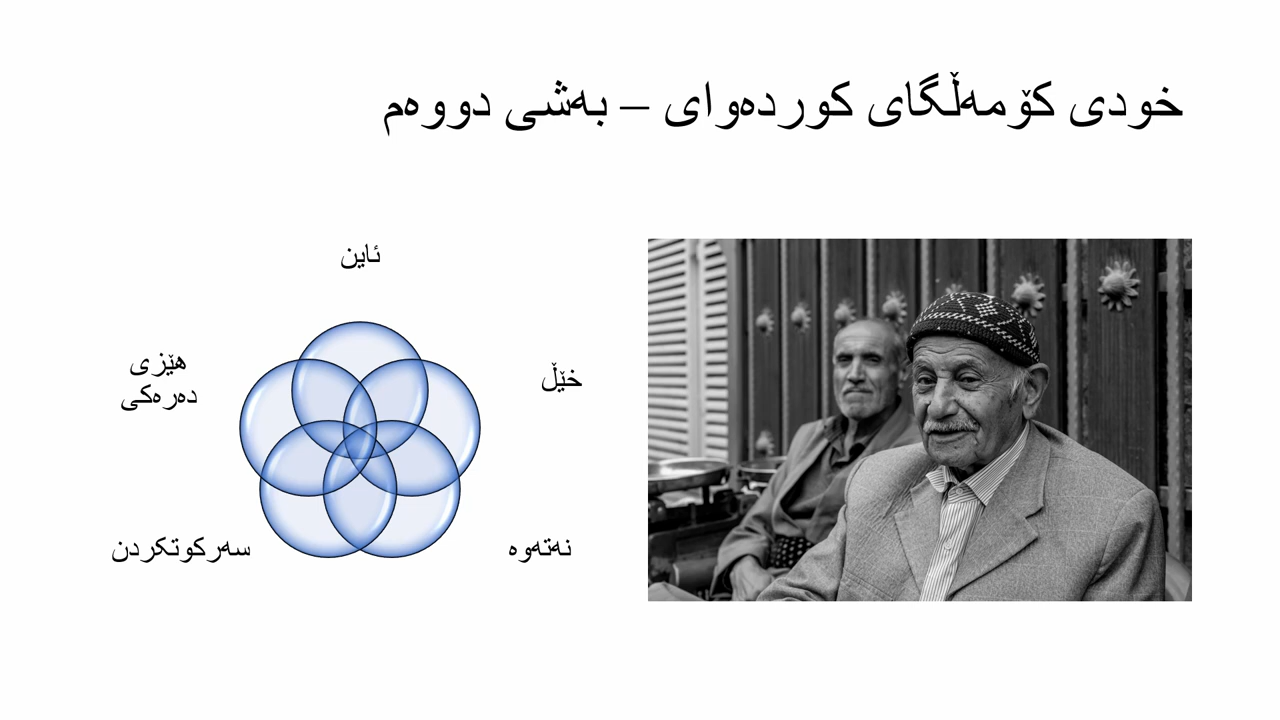 خودی کۆمەڵگای کوردەوای – بەشی دووەم
ئاین
خێڵ
نەتەوە
سەرکوتکردن
هێزی
دەرەکی